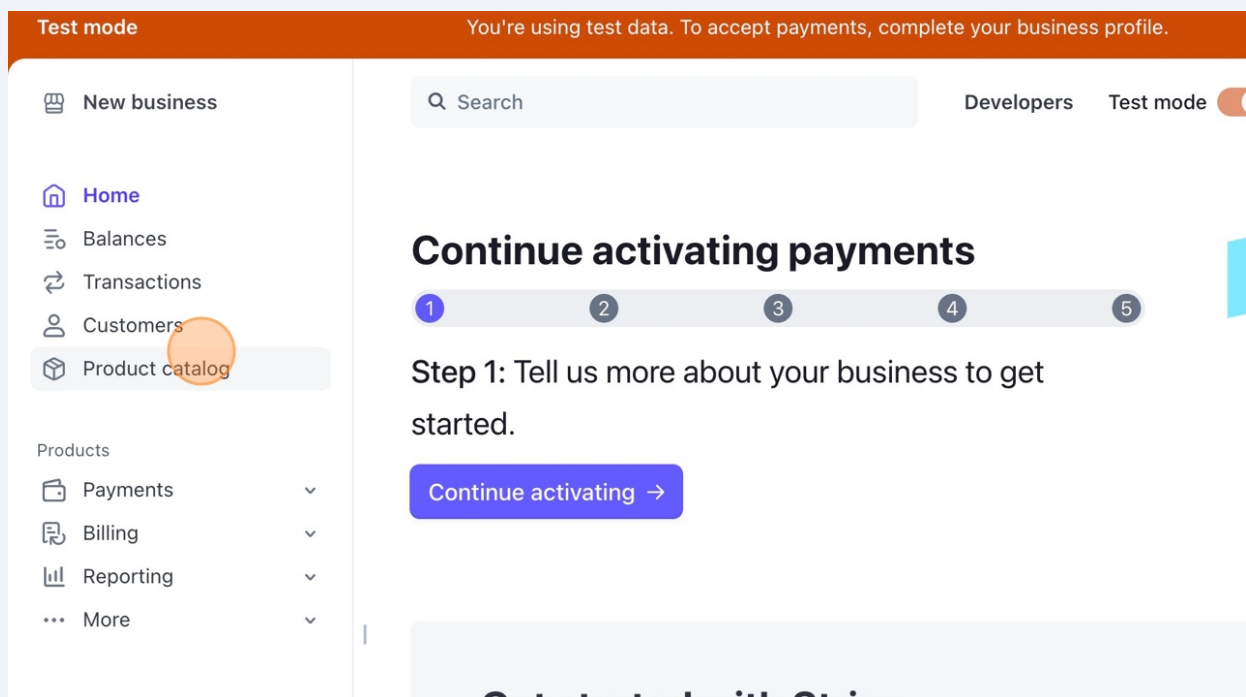 Test mode
You're using test data. To accept payments, complete your business profile.
New business
Search
Developers
Test mode
Home
Balances
Transactions
Customers
Product catalog
Products
Payments
Billing
Reporting
More
Continue activating payments
1
2
3
4
5
Step 1: Tell us more about your business to get
started.
Continue activating →